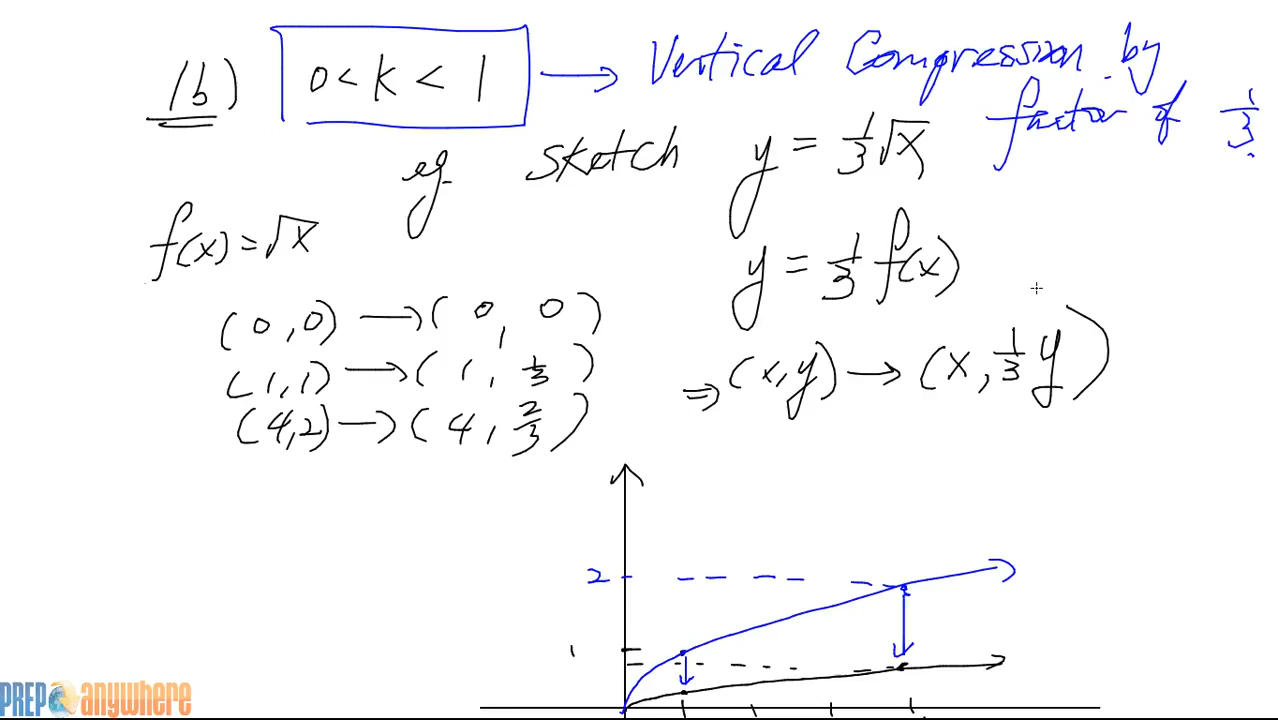 1b) 0 < k < 1 → Vertical Compression by
factor of 1/3.
eg sketch y = 1/3 √x
f(x) = √x
y = 1/3 f(x)
(0, 0) → (0, 0)
(1, 1) → (1, 1/3)
⇒ (x, y) → (x, 1/3 y)
(4, 2) → (4, 2/3)
2
1
PREP anywhere